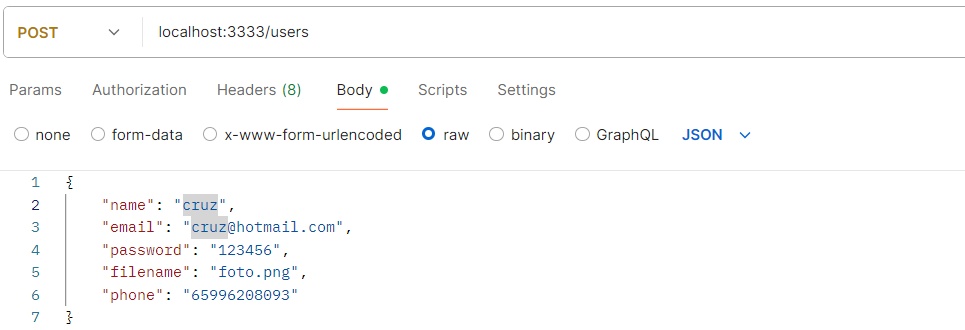 POST localhost:3333/users
Params Authorization Headers (8) Body Scripts Settings
none form-data x-www-form-urlencoded raw binary GraphQL JSON
1 {
2 "name": "cruz",
3 "email": "cruz@hotmail.com",
4 "password": "123456",
5 "filename": "foto.png",
6 "phone": "65996208093"
7 }